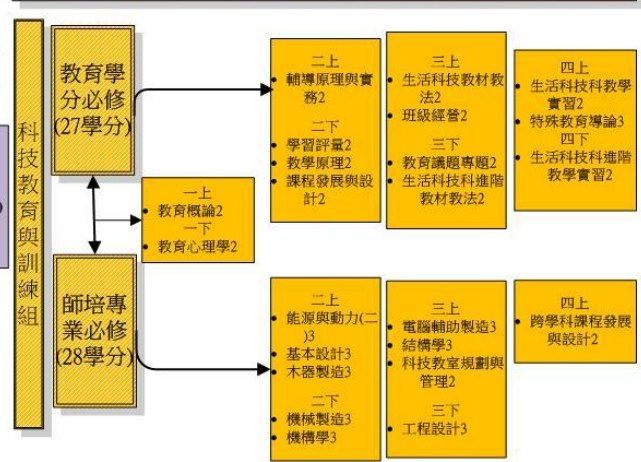 科技教育與訓練組
教育學
分必修
(27學分)
二上
輔導原理與實
務2
二下
學習評量2
教學原理2
課程發展與設
計2
三上
生活科技教材教
法2
班級經營2
三下
教育議題專題2
生活科技科進階
教材教法2
四上
生活科技科教學
實習2
特殊教育導論3
四下
生活科技科進階
教學實習2
一上
教育概論2
一下
教育心理學2
師培專
業必修
(28學分)
二上
能源與動力(二
)3
基本設計3
木器製造3
二下
機械製造3
機構學3
三上
電腦輔助製造3
結構學3
科技教室規劃與
管理2
三下
工程設計3
四上
跨學科課程發展
與設計2